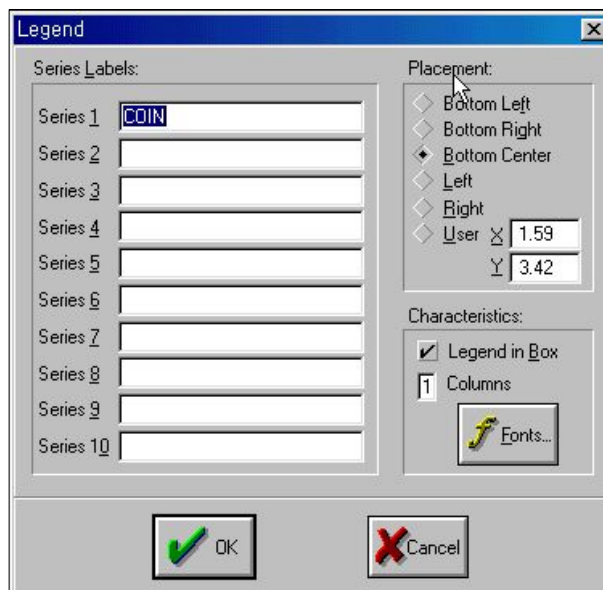 Legend
Series Labels:
Series 1 COIN
Series 2
Series 3
Series 4
Series 5
Series 6
Series 7
Series 8
Series 9
Series 10
Placement:
Bottom Left
Bottom Right
Bottom Center
Left
Right
User X 1.59
Y 3.42
Characteristics:
Legend in Box
1 Columns
Fonts...
OK
Cancel